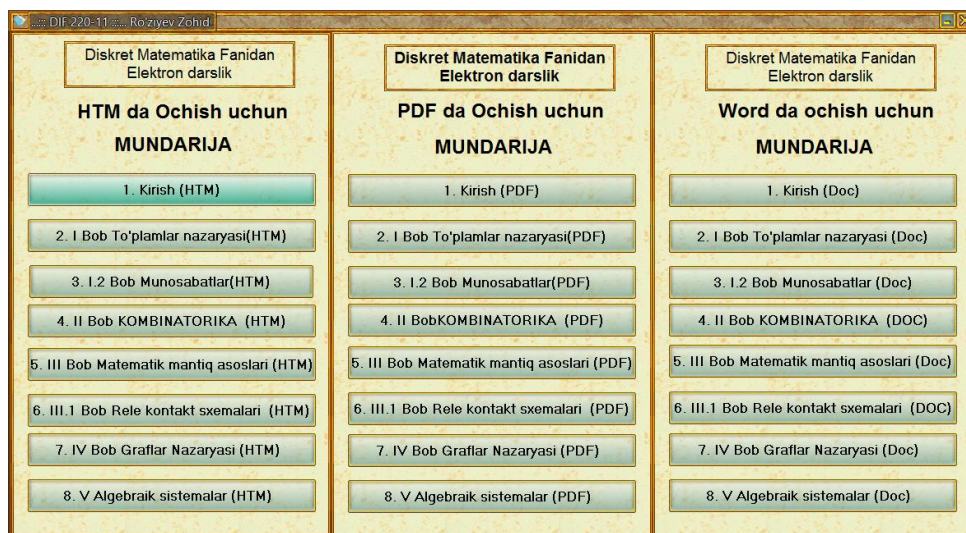 ..:::: DIF 220-11 .::... Ro'ziyev Zohid
Diskret Matematika Fanidan
Elektron darslik
HTM da Ochish uchun
MUNDARIJA
1. Kirish (HTM)
2. I Bob To'plamlar nazaryasi(HTM)
3. I.2 Bob Munosabatlar(HTM)
4. II Bob KOMBINATORIKA (HTM)
5. III Bob Matematik mantiq asoslari (HTM)
6. III.1 Bob Rele kontakt sxemalari (HTM)
7. IV Bob Graflar Nazaryasi (HTM)
8. V Algebraik sistemalar (HTM)
Diskret Matematika Fanidan
Elektron darslik
PDF da Ochish uchun
MUNDARIJA
1. Kirish (PDF)
2. I Bob To'plamlar nazaryasi(PDF)
3. I.2 Bob Munosabatlar(PDF)
4. II BobKOMBINATORIKA (PDF)
5. III Bob Matematik mantiq asoslari (PDF)
6. III.1 Bob Rele kontakt sxemalari (PDF)
7. IV Bob Graflar Nazaryasi (PDF)
8. V Algebraik sistemalar (PDF)
Diskret Matematika Fanidan
Elektron darslik
Word da ochish uchun
MUNDARIJA
1. Kirish (Doc)
2. I Bob To'plamlar nazaryasi (Doc)
3. I.2 Bob Munosabatlar (Doc)
4. II Bob KOMBINATORIKA (DOC)
5. III Bob Matematik mantiq asoslari (Doc)
6. III.1 Bob Rele kontakt sxemalari (DOC)
7. IV Bob Graflar Nazaryasi (Doc)
8. V Algebraik sistemalar (Doc)